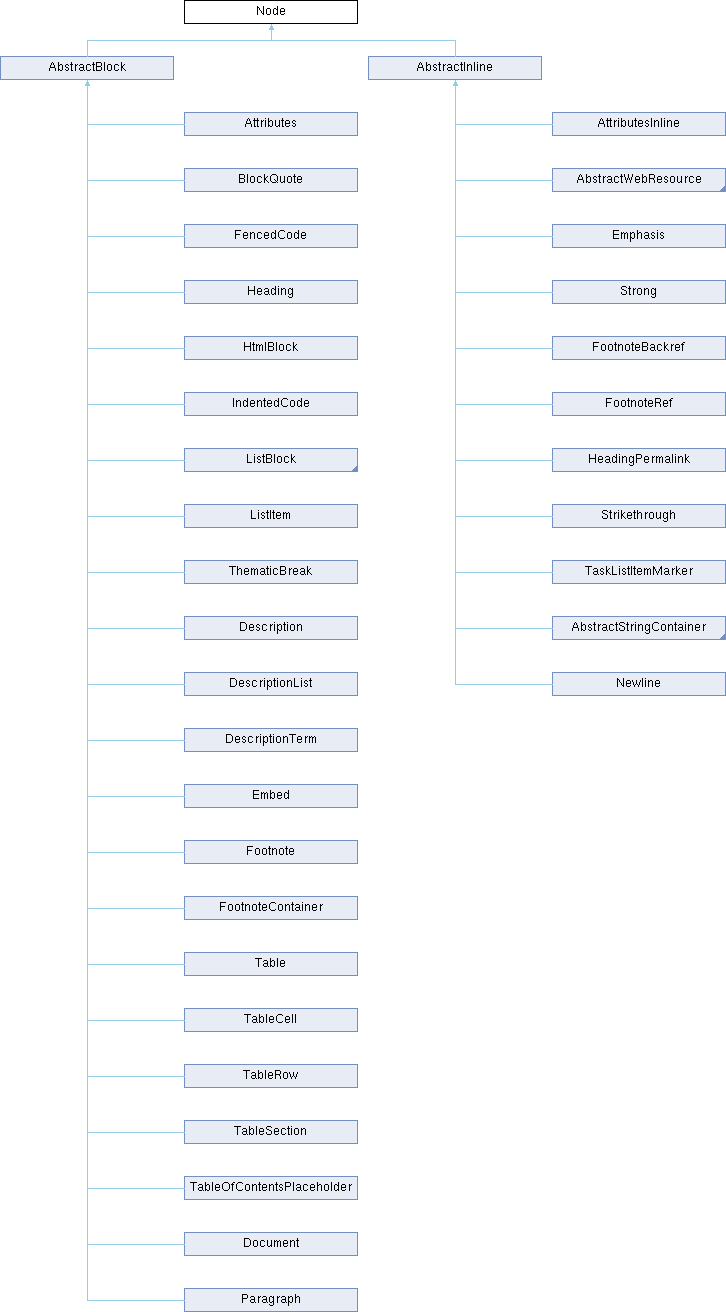 Node
AbstractBlock
AbstractInline
Attributes
AttributesInline
BlockQuote
AbstractWebResource
FencedCode
Emphasis
Heading
Strong
HtmlBlock
FootnoteBackref
IndentedCode
FootnoteRef
ListBlock
HeadingPermalink
ListItem
Strikethrough
ThematicBreak
TaskListItemMarker
Description
AbstractStringContainer
DescriptionList
Newline
DescriptionTerm
Embed
Footnote
FootnoteContainer
Table
TableCell
TableRow
TableSection
TableOfContentsPlaceholder
Document
Paragraph